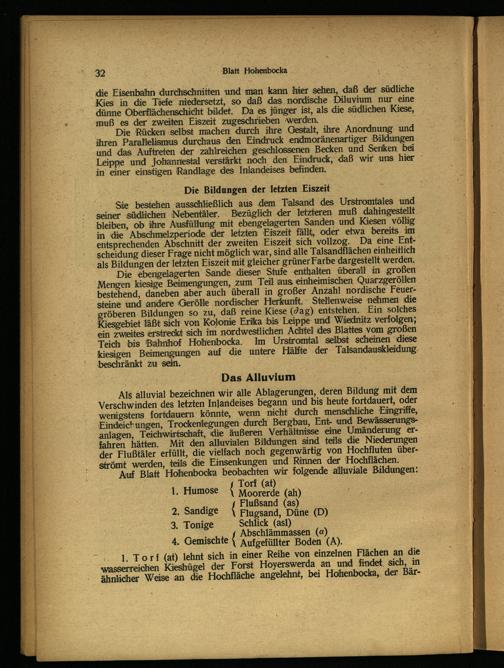 32
Blatt Hohenbocka
die Eisenbahn durchschnitten und man kann hier sehen, daß der südliche
Kies in die Tiefe niedersetzt, so daß das nordische Diluvium nur eine
dünne Oberflächenschicht bildet. Da es jünger ist, als die südlichen Kiese,
muß es der zweiten Eiszeit zugeschrieben werden.
Die Rücken selbst machen durch ihre Gestalt, ihre Anordnung und
ihren Parallelismus durchaus den Eindruck endmoränenartiger Bildungen
und das Auftreten der zahlreichen geschlossenen Becken und Senken bei
Leippe und Johannestal verstärkt noch den Eindruck, daß wir uns hier
in einer einstigen Randlage des Inlandeises befinden.
Die Bildungen der letzten Eiszeit
Sie bestehen ausschließlich aus dem Talsand des Urstromtales und
seiner südlichen Nebentäler. Bezüglich der letzteren muß dahingestellt
bleiben, ob ihre Ausfüllung mit ebengelagerten Sanden und Kiesen völlig
in die Abschmelzperiode der letzten Eiszeit fällt, oder etwa bereits im
entsprechenden Abschnitt der zweiten Eiszeit sich vollzog. Da eine Ent-
scheidung dieser Frage nicht möglich war, sind alle Talsandflächen einheitlich
als Bildungen der letzten Eiszeit mit gleicher grüner Farbe dargestellt werden.
Die ebengelagerten Sande dieser Stufe enthalten überall in großen
Mengen kiesige Beimengungen, zum Teil aus einheimischen Quarzgeröllen
bestehend, daneben aber auch überall in großer Anzahl nordische Feuer-
steine und andere Gerölle nordischer Herkunft. Stellenweise nehmen die
gröberen Bildungen so zu, daß reine Kiese (∂ag) entstehen. Ein solches
Kiesgebiet läßt sich von Kolonie Erika bis Leippe und Wiednitz verfolgen;
ein zweites erstreckt sich im nordwestlichen Achtel des Blattes vom großen
Teich bis Bahnhof Hohenbocka. Im Urstromtal selbst scheinen diese
kiesigen Beimengungen auf die untere Hälfte der Talsandauskleidung
beschränkt zu sein.
Das Alluvium
Als alluvial bezeichnen wir alle Ablagerungen, deren Bildung mit dem
Verschwinden des letzten Inlandeises begann und bis heute fortdauert, oder
wenigstens fortdauern könnte, wenn nicht durch menschliche Eingriffe,
Eindeichungen, Trockenlegungen durch Bergbau, Ent- und Bewässerungs-
anlagen, Teichwirtschaft, die äußeren Verhältnisse eine Umänderung er-
fahren hätten. Mit den alluvialen Bildungen sind teils die Niederungen
der Flußtäler erfüllt, die vielfach noch gegenwärtig von Hochfluten über-
strömt werden, teils die Einsenkungen und Rinnen der Hochflächen.
Auf Blatt Hohenbocka beobachten wir folgende alluviale Bildungen:
1. Humose { Torf (at)
Moorerde (ah)
2. Sandige { Flußsand (as)
Flugsand, Düne (D)
3. Tonige Schlick (asl)
4. Gemischte { Abschlämmassen (α)
Aufgefüllter Boden (A).
1. Torf (at) lehnt sich in einer Reihe von einzelnen Flächen an die
wasserreichen Kieshügel der Forst Hoyerswerda an und findet sich, in
ähnlicher Weise an die Hochfläche angelehnt, bei Hohenbocka, der Bär-